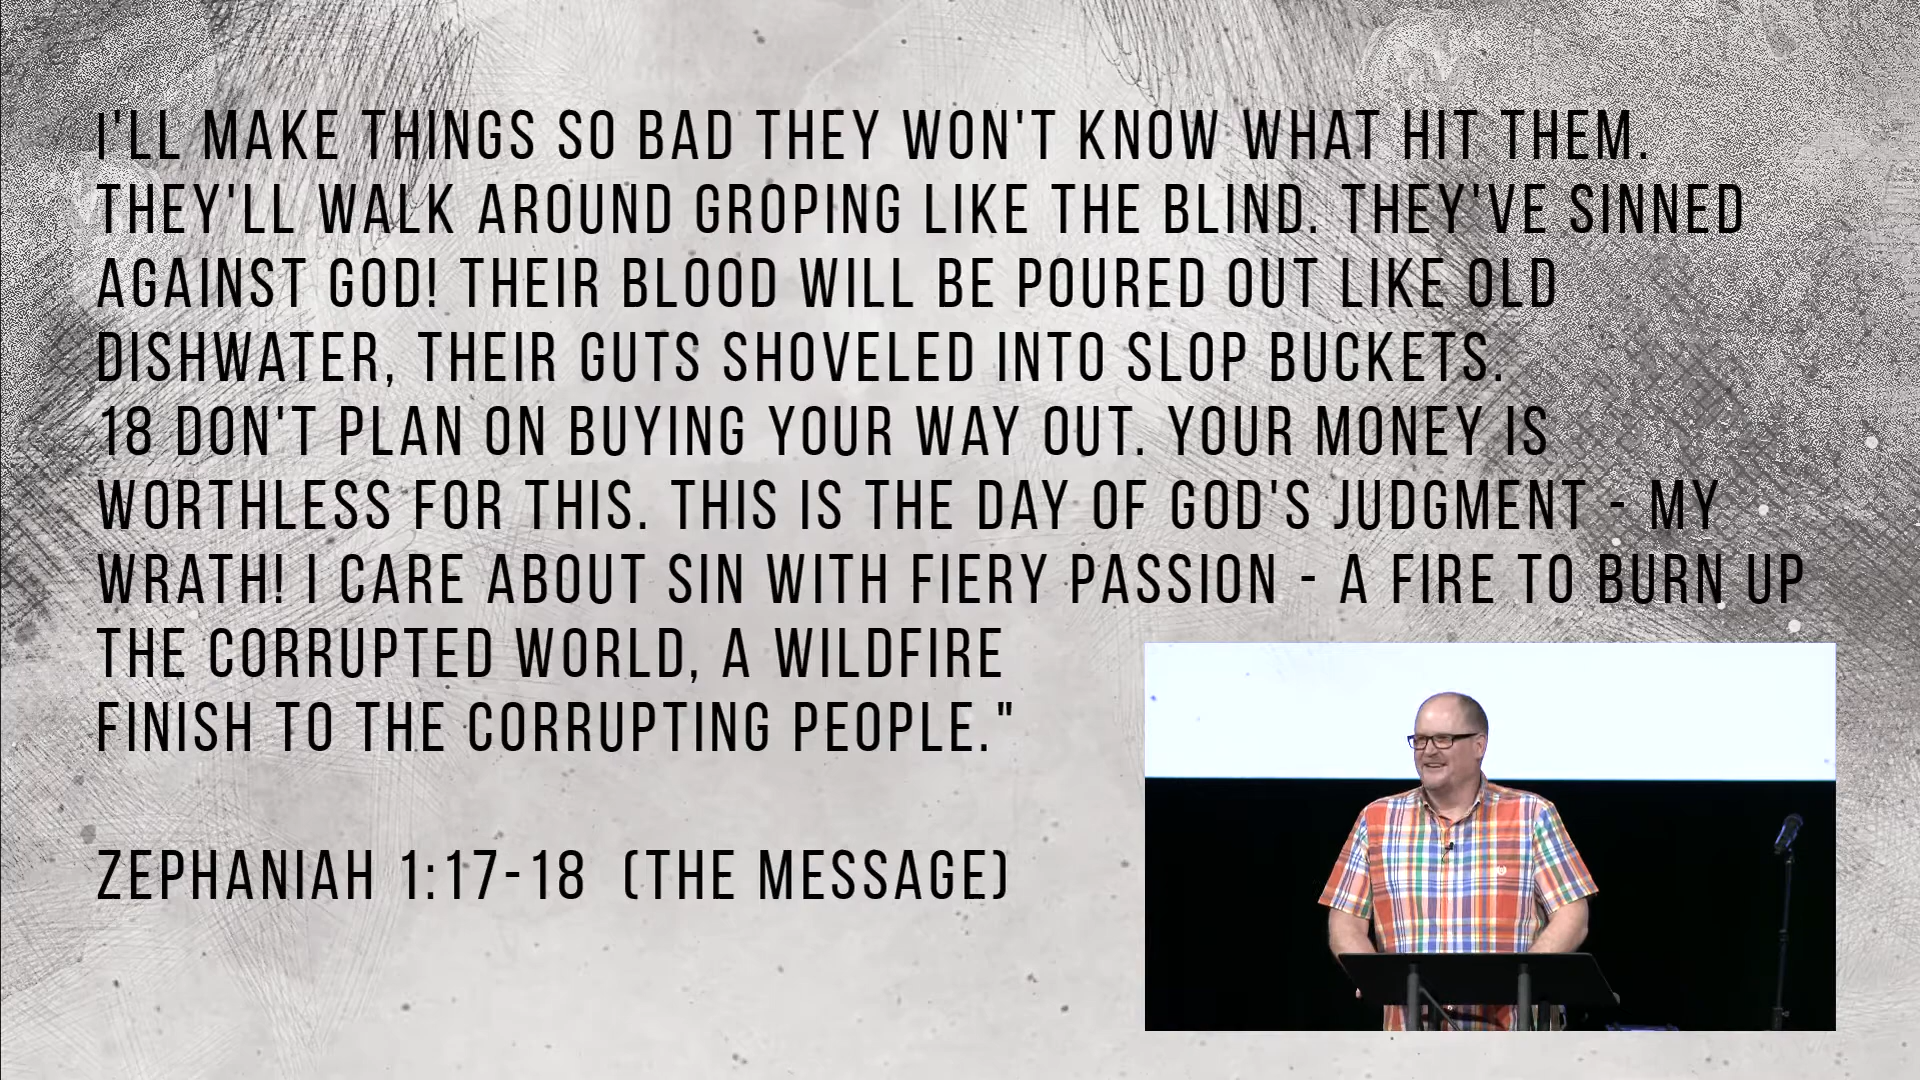 I'LL MAKE THINGS SO BAD THEY WON'T KNOW WHAT HIT THEM.
THEY'LL WALK AROUND GROPING LIKE THE BLIND. THEY'VE SINNED
AGAINST GOD! THEIR BLOOD WILL BE POURED OUT LIKE OLD
DISHWATER, THEIR GUTS SHOVELED INTO SLOP BUCKETS.
18 DON'T PLAN ON BUYING YOUR WAY OUT. YOUR MONEY IS
WORTHLESS FOR THIS. THIS IS THE DAY OF GOD'S JUDGMENT - MY
WRATH! I CARE ABOUT SIN WITH FIERY PASSION - A FIRE TO BURN UP
THE CORRUPTED WORLD, A WILDFIRE
FINISH TO THE CORRUPTING PEOPLE."
ZEPHANIAH 1:17-18 (THE MESSAGE)